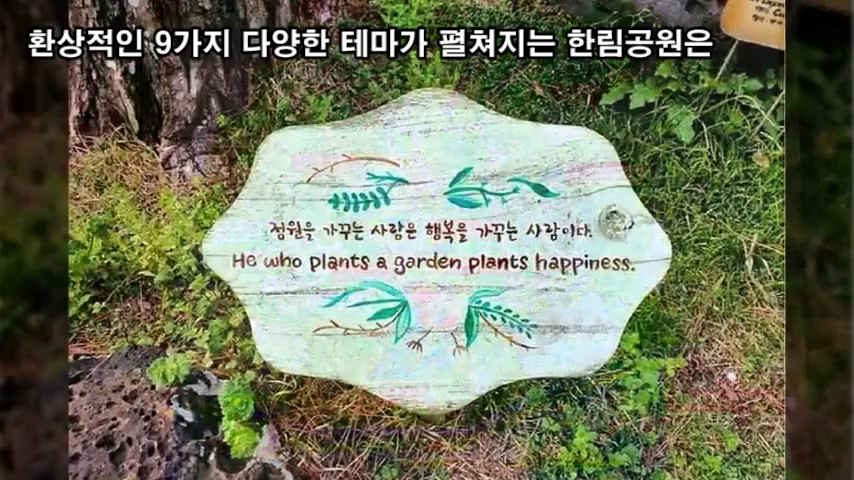 환상적인 9가지 다양한 테마가 펼쳐지는 한림공원은
정원을 가꾸는 사람은 행복을 가꾸는 사람이다.
He who plants a garden plants happiness.